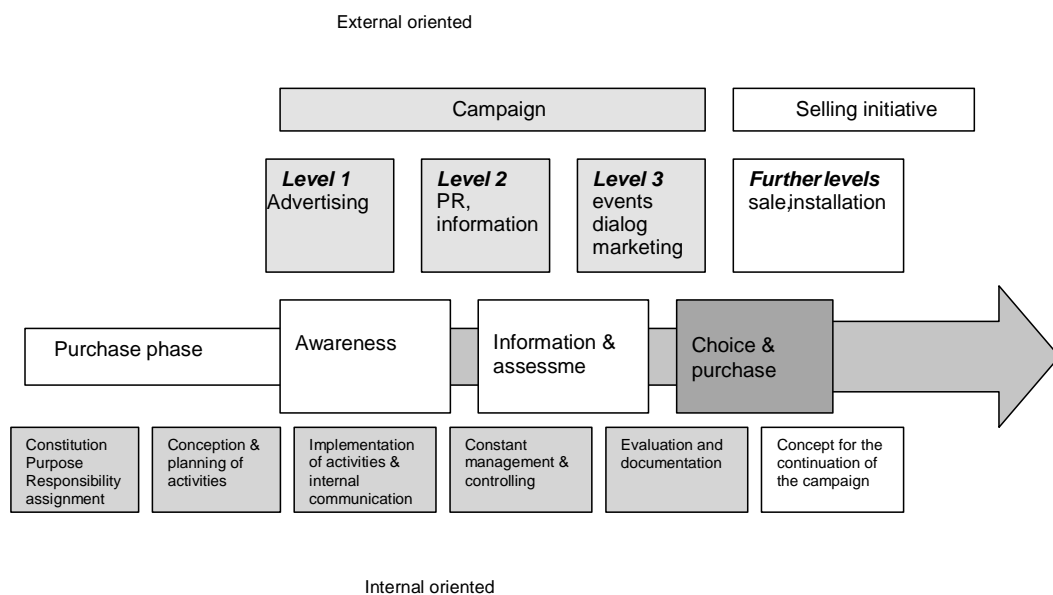 External oriented
Campaign
Selling initiative
Level 1
Advertising
Level 2
PR,
information
Level 3
events
dialog
marketing
Further levels
sale,installation
Purchase phase
Awareness
Information &
assessme
Choice &
purchase
Constitution
Purpose
Responsibility
assignment
Conception &
planning of
activities
Implementation
of activities &
internal
communication
Constant
management &
controlling
Evaluation and
documentation
Concept for the
continuation of
the campaign
Internal oriented